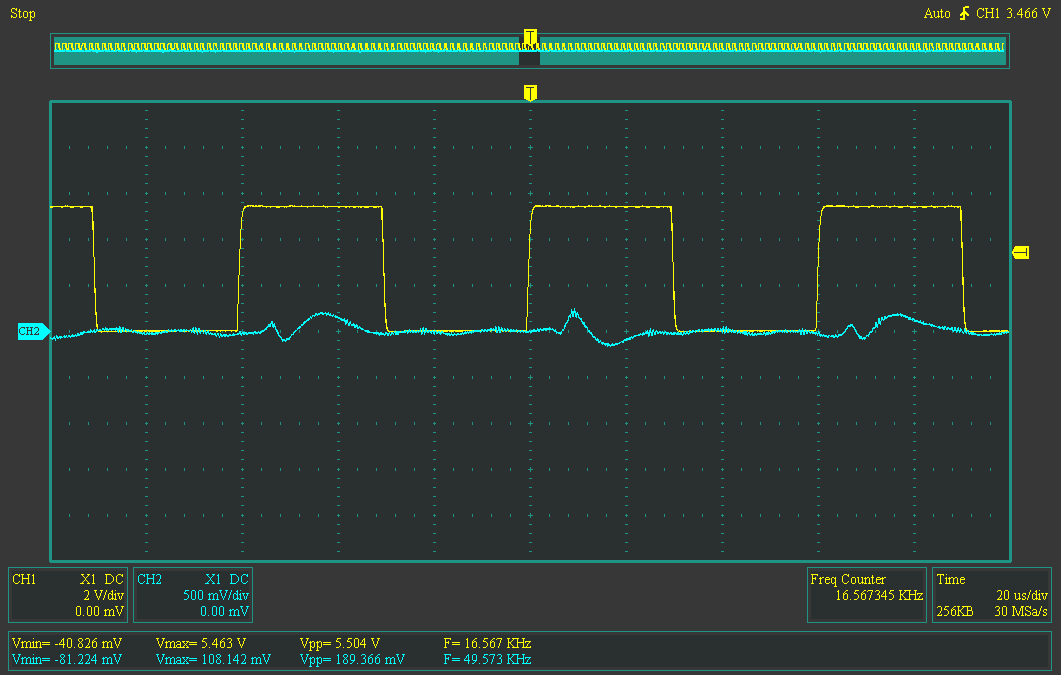 Stop
Auto CH1 3.466 V
T
T
CH2
T
CH1 X1 DC
2 V/div
0.00 mV
CH2 X1 DC
500 mV/div
0.00 mV
Freq Counter
16.567345 KHz
Time
20 us/div
256KB 30 MSa/s
Vmin= -40.826 mV Vmax= 5.463 V Vpp= 5.504 V F= 16.567 KHz
Vmin= -81.224 mV Vmax= 108.142 mV Vpp= 189.366 mV F= 49.573 KHz